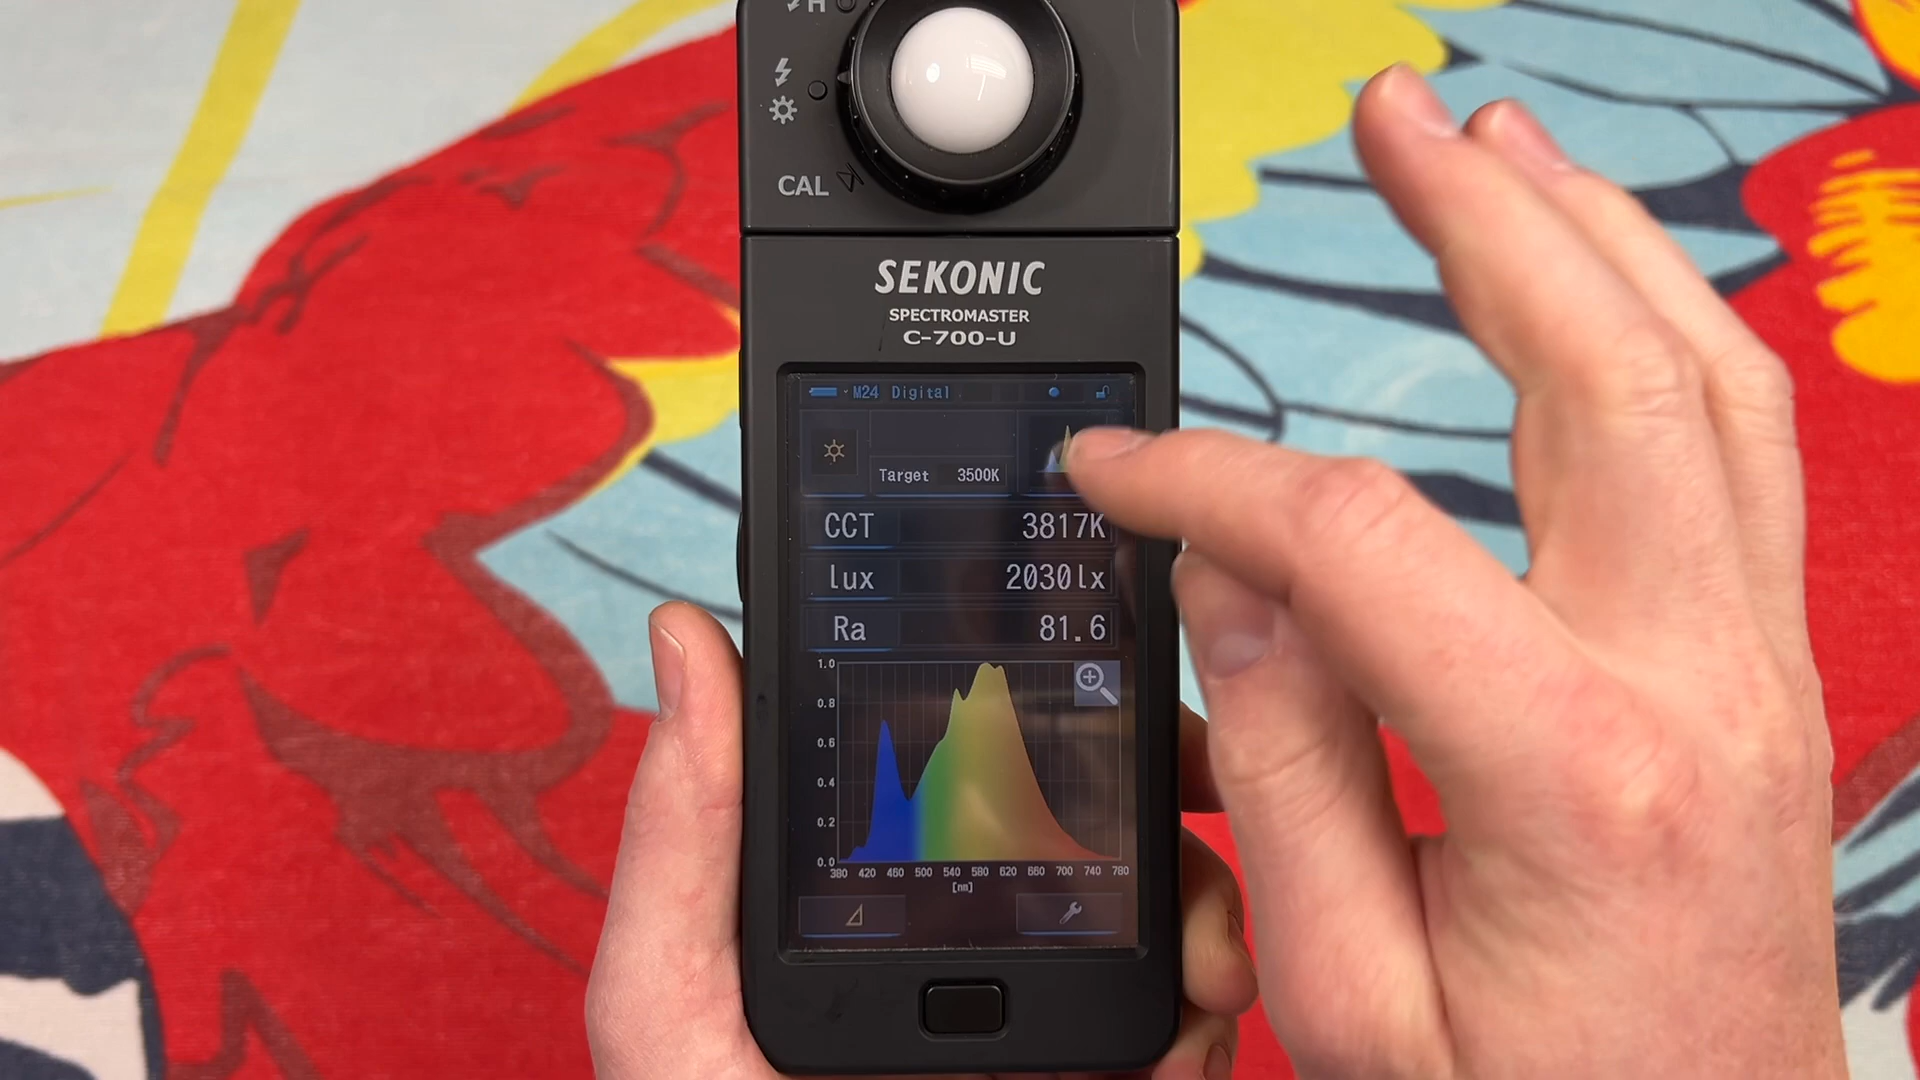 H
CAL
SEKONIC
SPECTROMASTER
C-700-U
M24 Digital
Target 3500K
CCT 3817K
lux 2030lx
Ra 81.6
1.0
0.8
0.6
0.4
0.2
0.0
380 420 460 500 540 580 620 660 700 740 780
[nm]